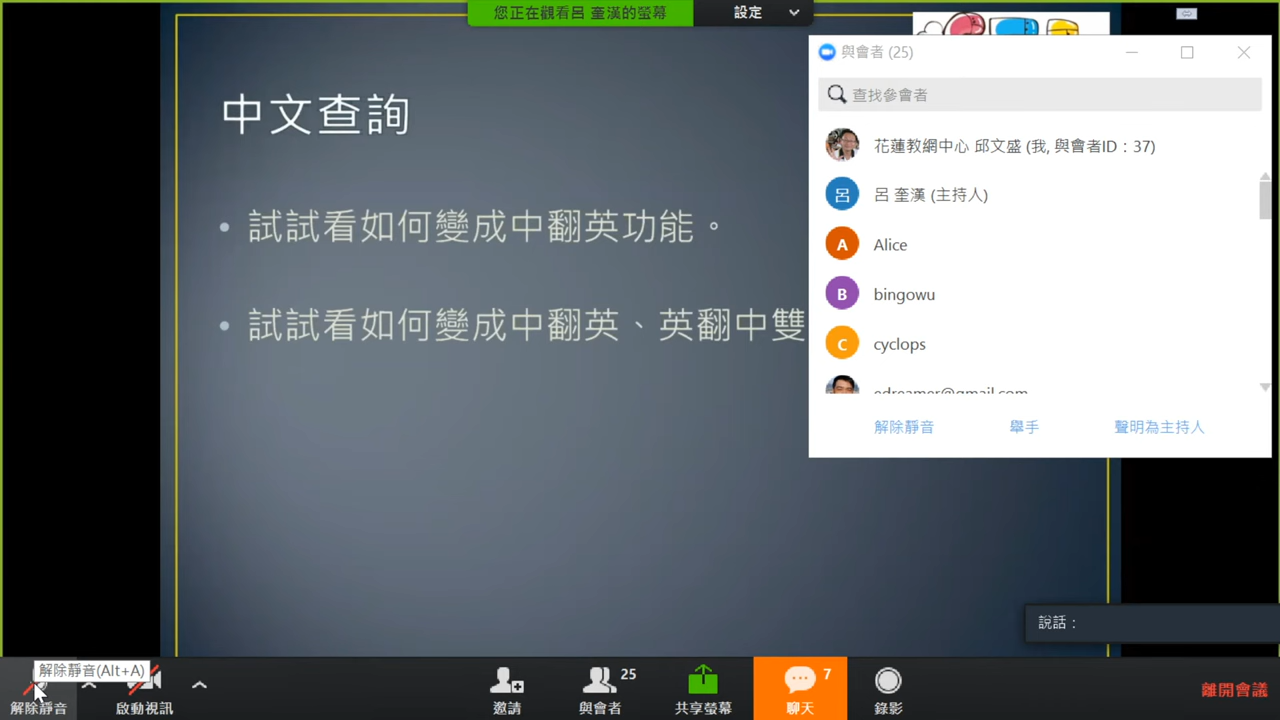 您正在觀看呂 奎漢的螢幕
設定
中文查詢
• 試試看如何變成中翻英功能。
• 試試看如何變成中翻英、英翻中雙
與會者 (25)
查找參會者
花蓮教網中心 邱文盛 (我, 與會者ID：37)
呂
呂 奎漢 (主持人)
A
Alice
B
bingowu
C
cyclops
edreamer@gmail.com
解除靜音
舉手
聲明為主持人
說話：
解除靜音(Alt+A)
解除靜音
啟動視訊
邀請
25
與會者
共享螢幕
7
聊天
錄影
離開會議